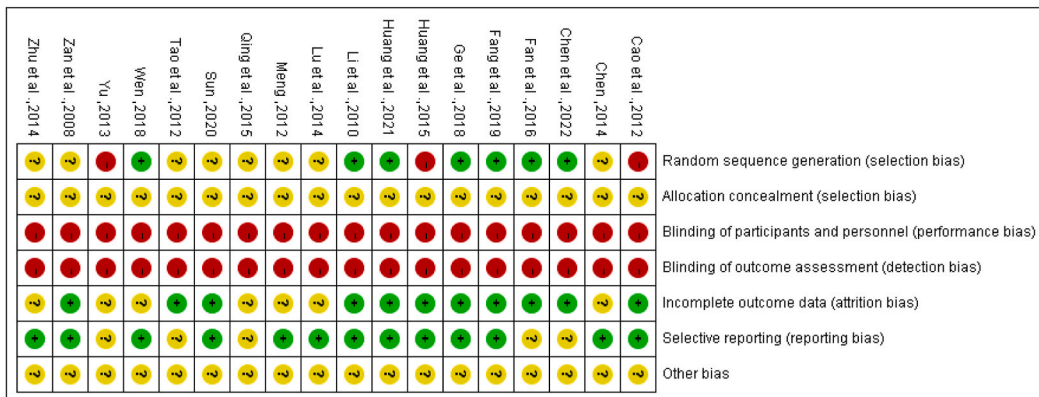 Zhu et al.,2014
Zan et al.,2008
Yu ,2013
Wen ,2018
Tao et al.,2012
Sun ,2020
Qing et al.,2015
Meng ,2012
Lu et al.,2014
Li et al.,2010
Huang et al.,2021
Huang et al.,2015
Ge et al.,2018
Fang et al.,2019
Fan et al.,2016
Chen et al.,2022
Chen ,2014
Cao et al.,2012
? ? - + ? ? ? ? ? + + - + + + + ? - Random sequence generation (selection bias)
? ? ? ? ? ? ? ? ? ? ? ? ? ? ? ? ? ? Allocation concealment (selection bias)
- - - - - - - - - - - - - - - - - - Blinding of participants and personnel (performance bias)
- - - - - - - - - - - - - - - - - - Blinding of outcome assessment (detection bias)
? + ? ? + + ? ? ? + + + + + + + ? + Incomplete outcome data (attrition bias)
+ + ? + ? + ? + + + + + + + ? ? + + Selective reporting (reporting bias)
? ? ? ? ? ? ? ? ? ? ? ? ? ? ? ? ? ? Other bias